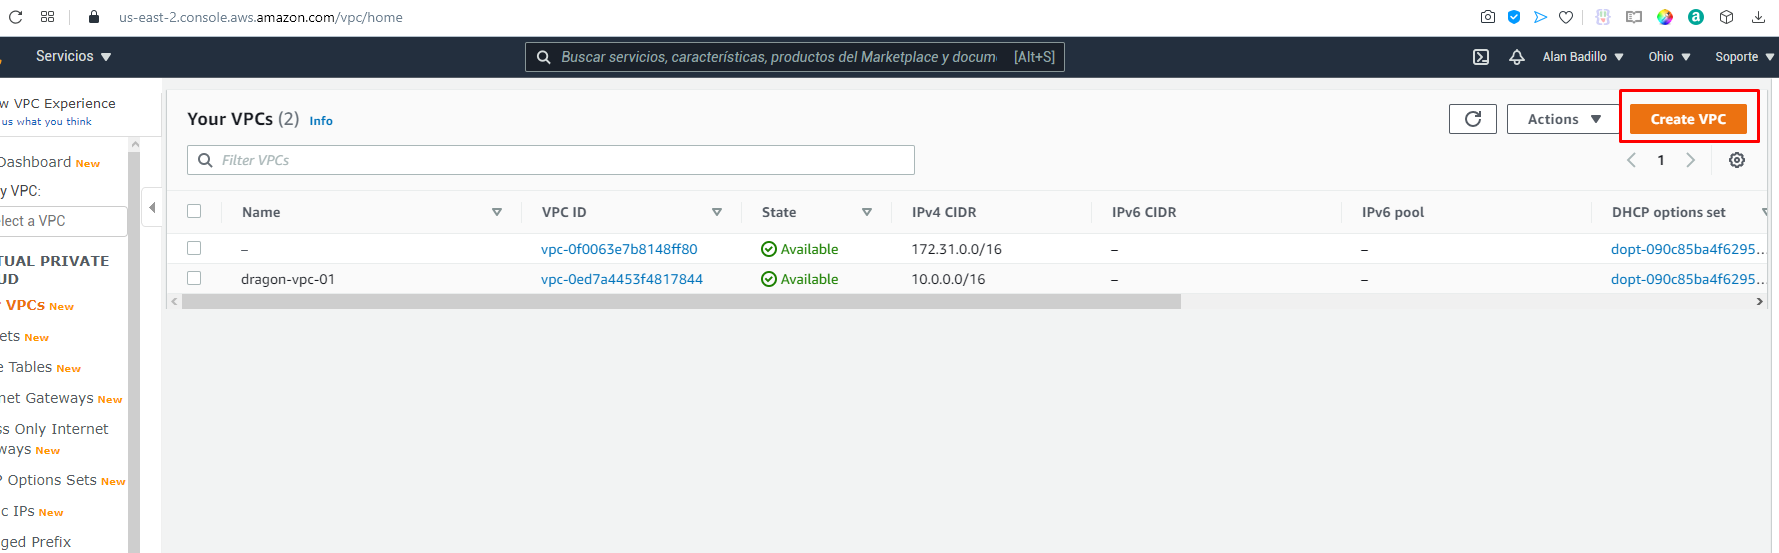 us-east-2.console.aws.amazon.com/vpc/home
Servicios
Buscar servicios, características, productos del Marketplace y docum
[Alt+S]
Alan Badillo
Ohio
Soporte
w VPC Experience
us what you think
Dashboard New
y VPC:
lect a VPC
TUAL PRIVATE
UD
VPCs New
ets New
e Tables New
net Gateways New
ss Only Internet
ways New
P Options Sets New
c IPs New
ged Prefix
Your VPCs (2) Info
Actions
Create VPC
Filter VPCs
1
Name VPC ID State IPv4 CIDR IPv6 CIDR IPv6 pool DHCP options set
– vpc-0f0063e7b8148ff80 Available 172.31.0.0/16 – – dopt-090c85ba4f6295...
dragon-vpc-01 vpc-0ed7a4453f4817844 Available 10.0.0.0/16 – – dopt-090c85ba4f6295...